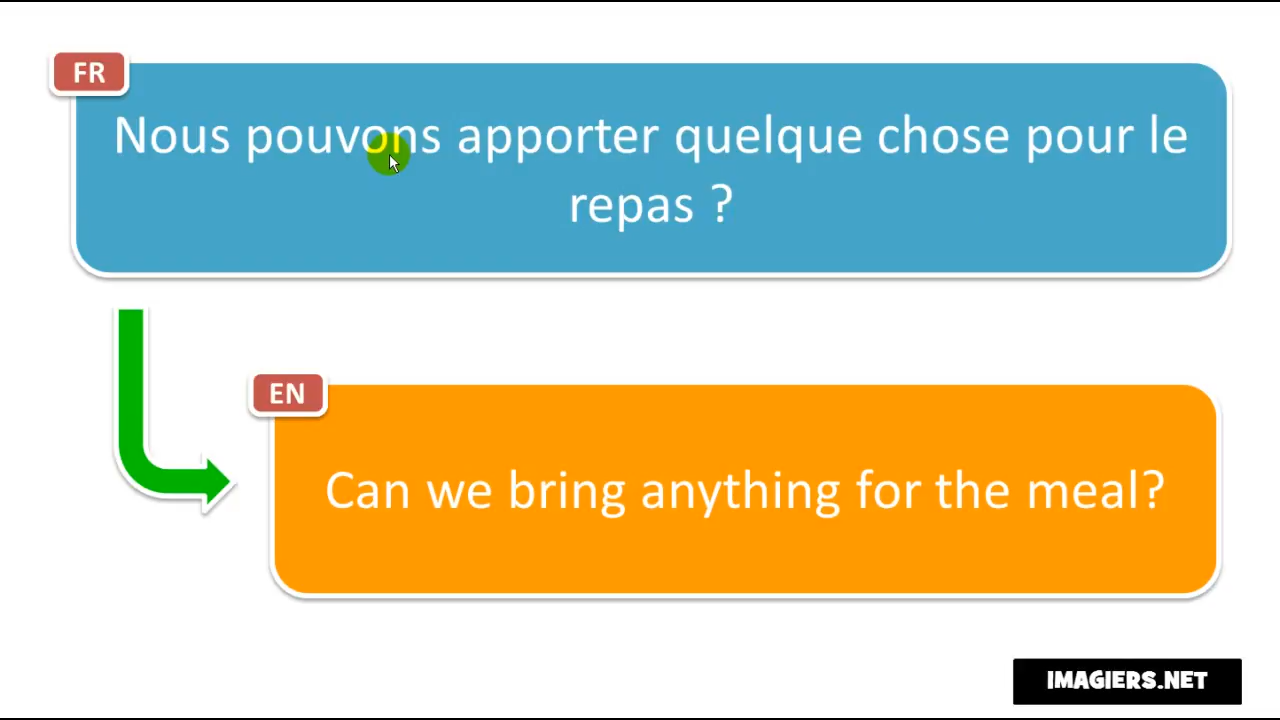 FR
Nous pouvons apporter quelque chose pour le
repas ?
EN
Can we bring anything for the meal?
IMAGIERS.NET